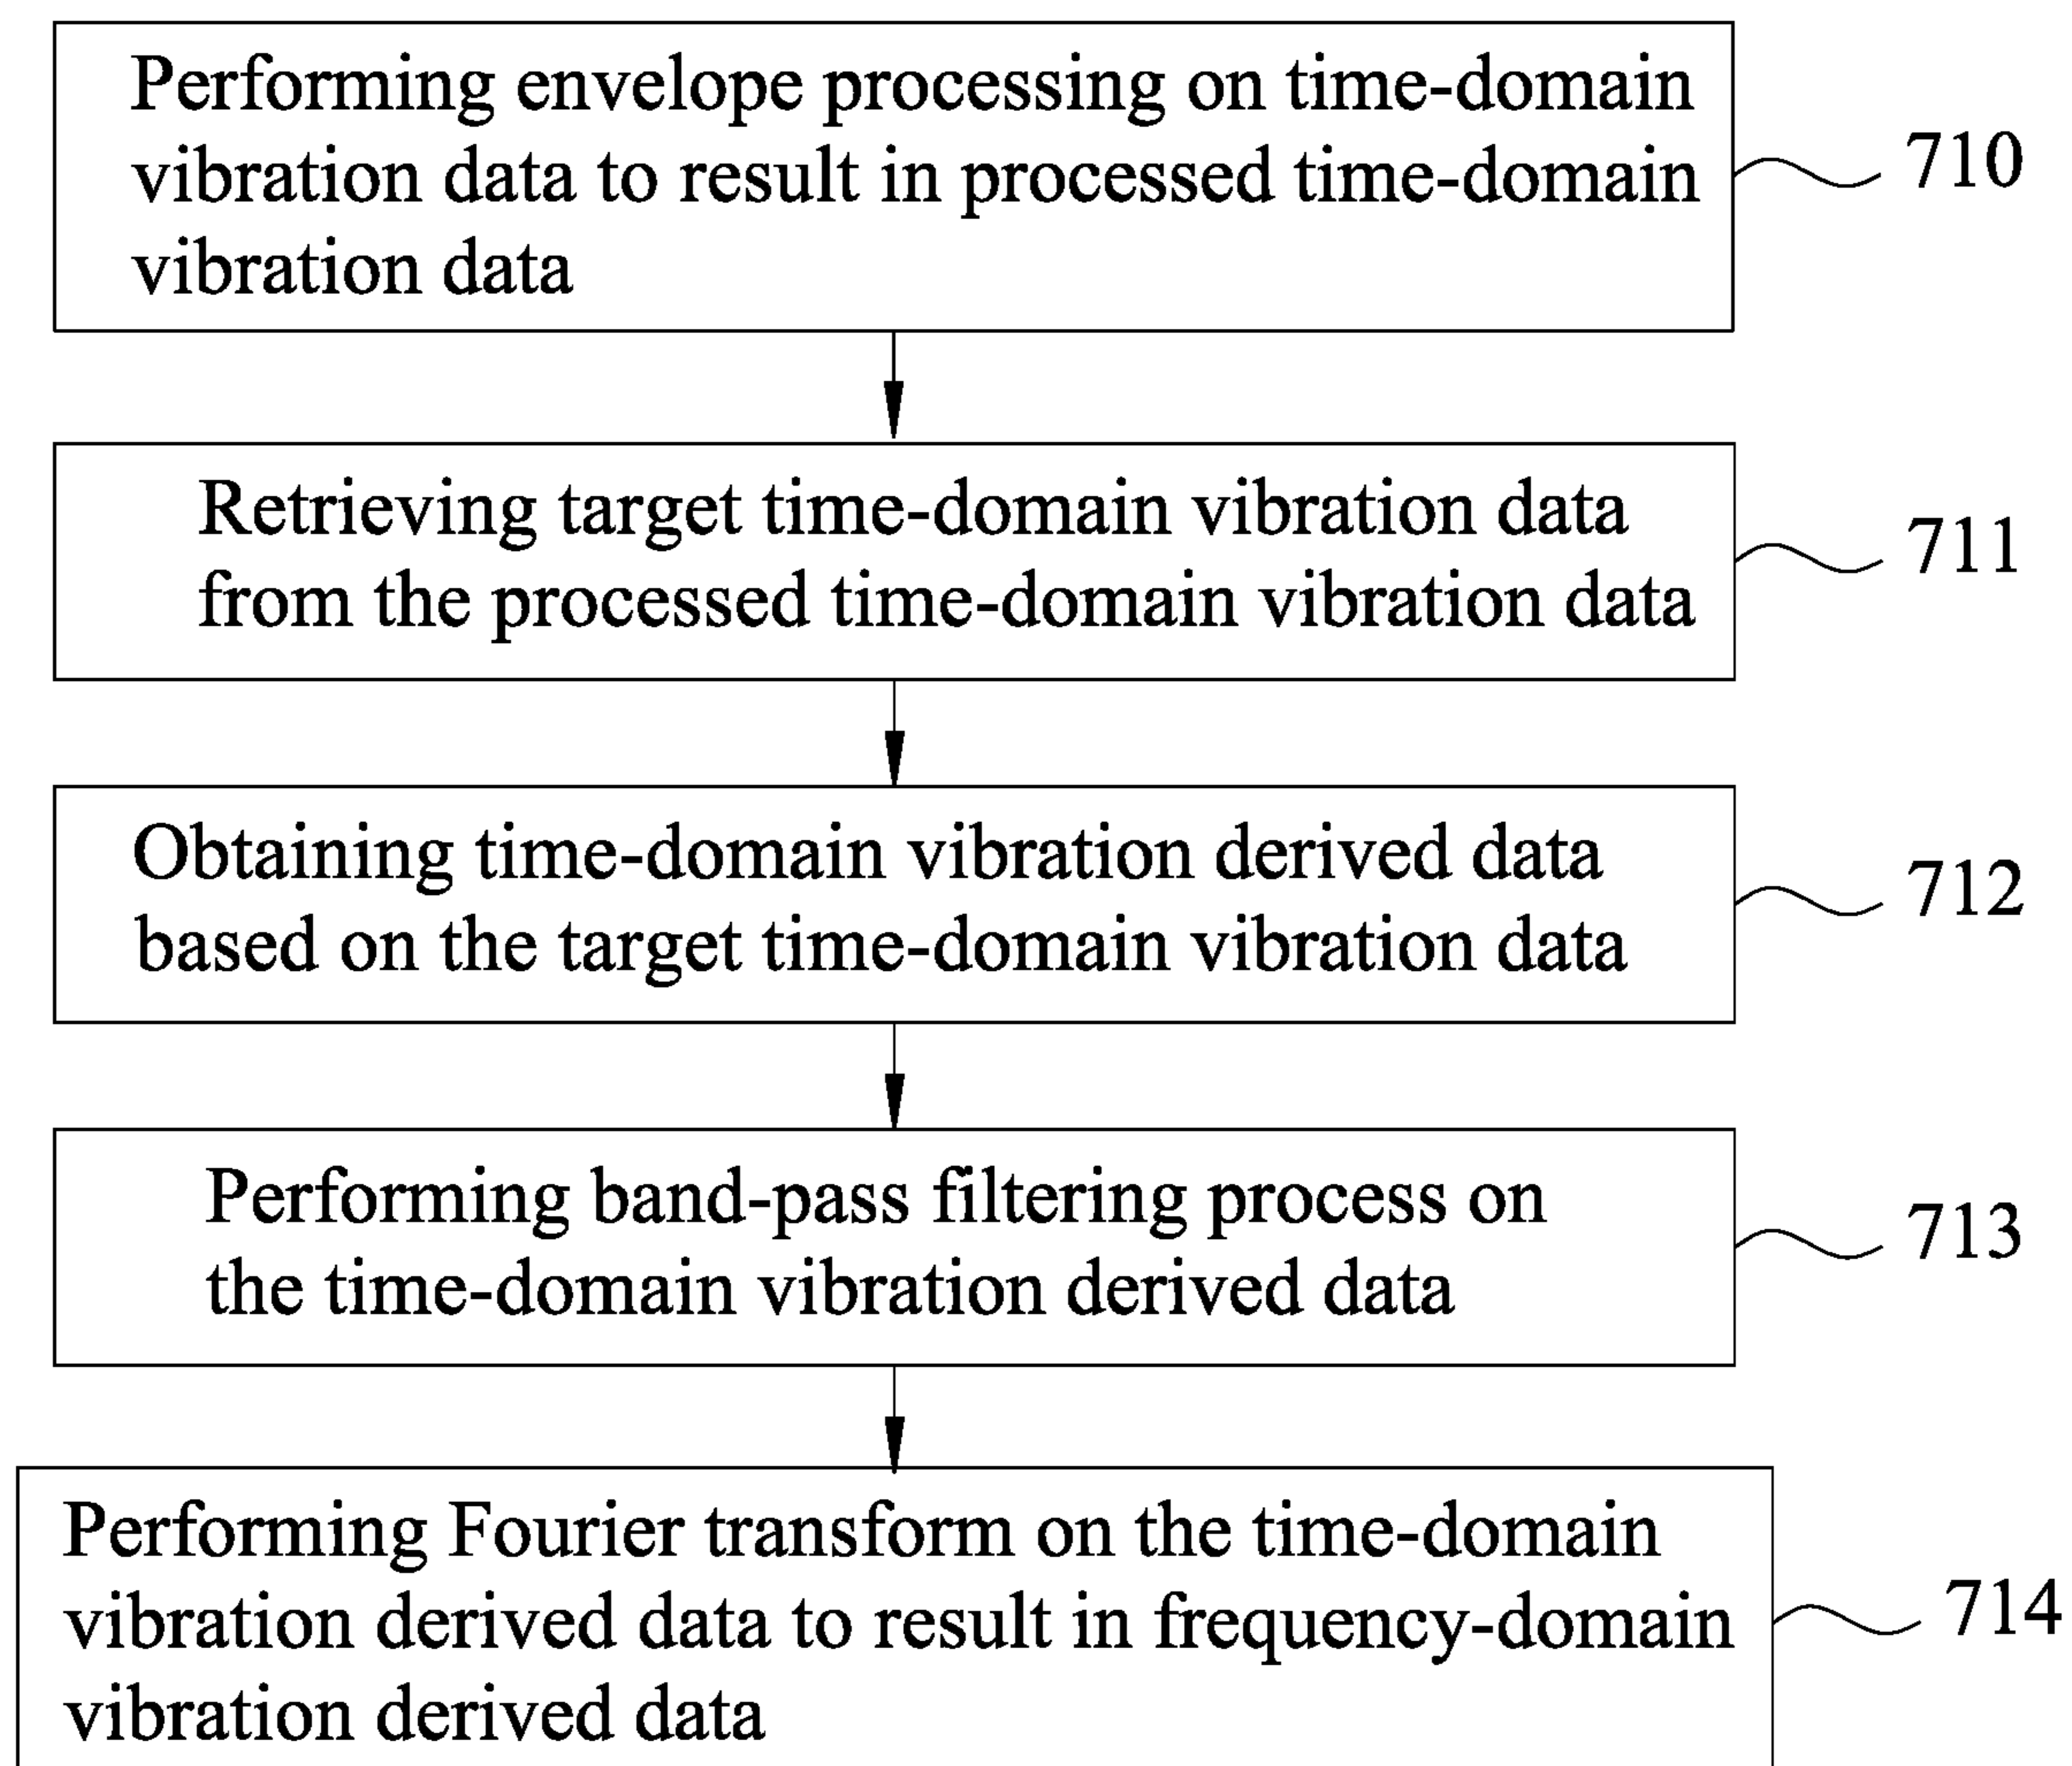 Performing envelope processing on time-domain
vibration data to result in processed time-domain
vibration data
710
Retrieving target time-domain vibration data
from the processed time-domain vibration data
711
Obtaining time-domain vibration derived data
based on the target time-domain vibration data
712
Performing band-pass filtering process on
the time-domain vibration derived data
713
Performing Fourier transform on the time-domain
vibration derived data to result in frequency-domain
vibration derived data
714